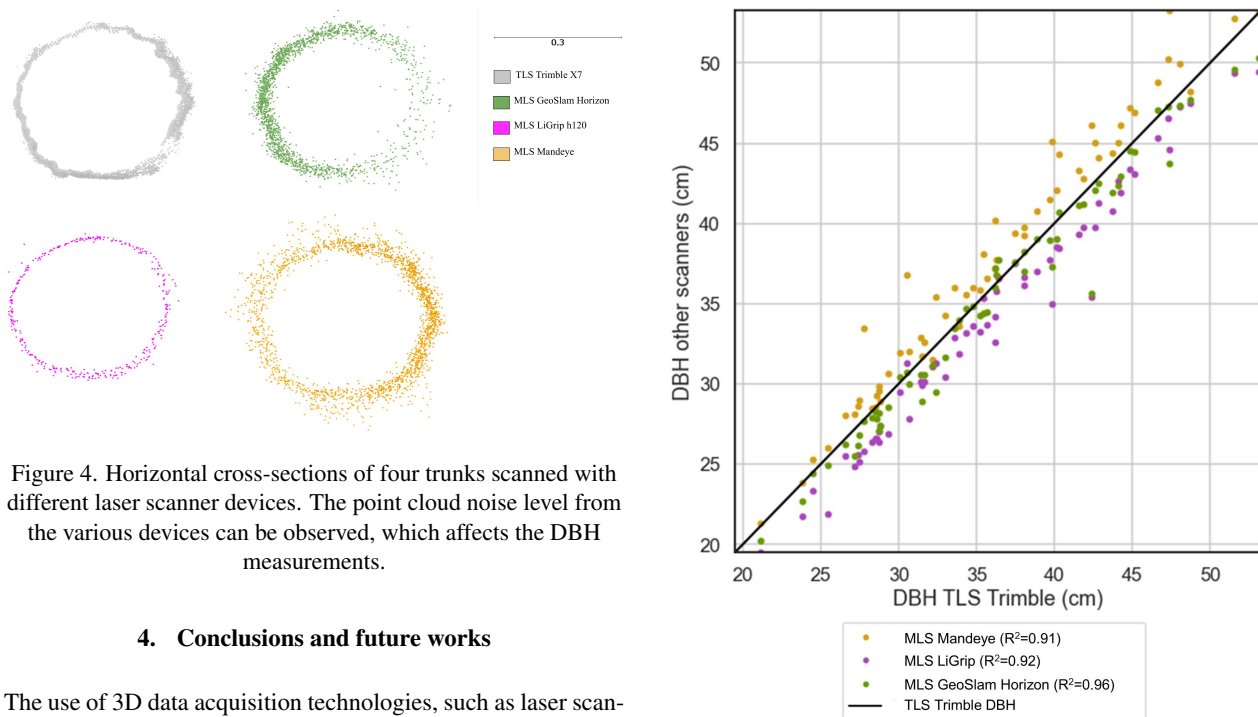 0.3
TLS Trimble X7
MLS GeoSlam Horizon
MLS LiGrip h120
MLS Mandeye
Figure 4. Horizontal cross-sections of four trunks scanned with
different laser scanner devices. The point cloud noise level from
the various devices can be observed, which affects the DBH
measurements.
4. Conclusions and future works
The use of 3D data acquisition technologies, such as laser scan-
DBH other scanners (cm)
50
45
40
35
30
25
20
20 25 30 35 40 45 50
DBH TLS Trimble (cm)
MLS Mandeye (R²=0.91)
MLS LiGrip (R²=0.92)
MLS GeoSlam Horizon (R²=0.96)
TLS Trimble DBH